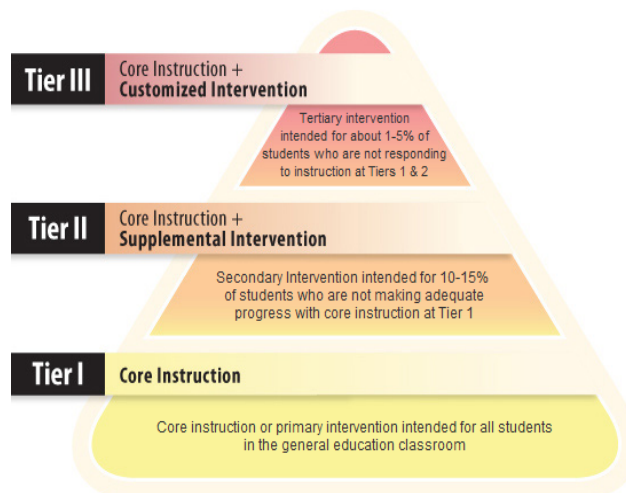 Tier III
Core Instruction +
Customized Intervention
Tertiary intervention
intended for about 1-5% of
students who are not responding
to instruction at Tiers 1 & 2
Tier II
Core Instruction +
Supplemental Intervention
Secondary Intervention intended for 10-15%
of students who are not making adequate
progress with core instruction at Tier 1
Tier I
Core Instruction
Core instruction or primary intervention intended for all students
in the general education classroom